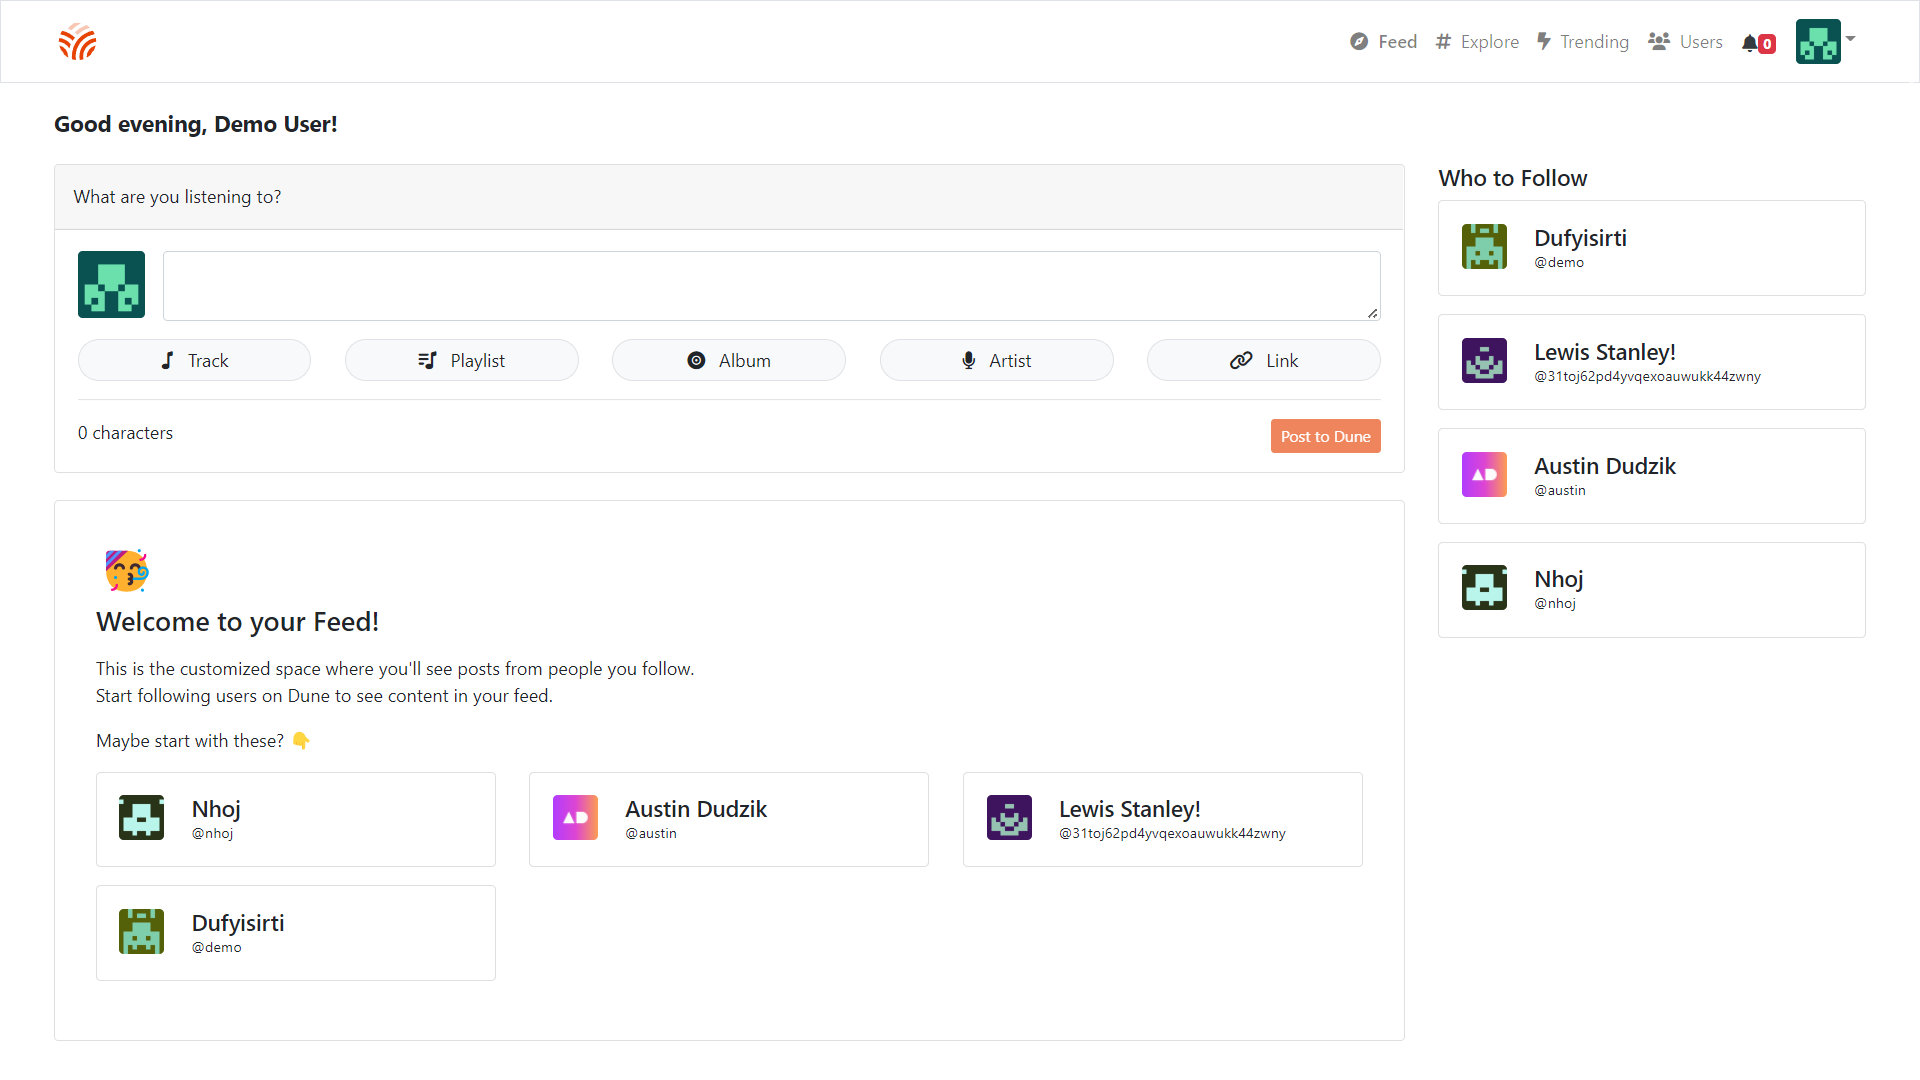 Feed
Explore
Trending
Users
0
Good evening, Demo User!
What are you listening to?
Track
Playlist
Album
Artist
Link
0 characters
Post to Dune
Welcome to your Feed!
This is the customized space where you'll see posts from people you follow.
Start following users on Dune to see content in your feed.
Maybe start with these? 👇
Nhoj
@nhoj
AD
Austin Dudzik
@austin
Lewis Stanley!
@31toj62pd4yvqexoauwukk44zwny
Dufyisirti
@demo
Who to Follow
Dufyisirti
@demo
Lewis Stanley!
@31toj62pd4yvqexoauwukk44zwny
AD
Austin Dudzik
@austin
Nhoj
@nhoj